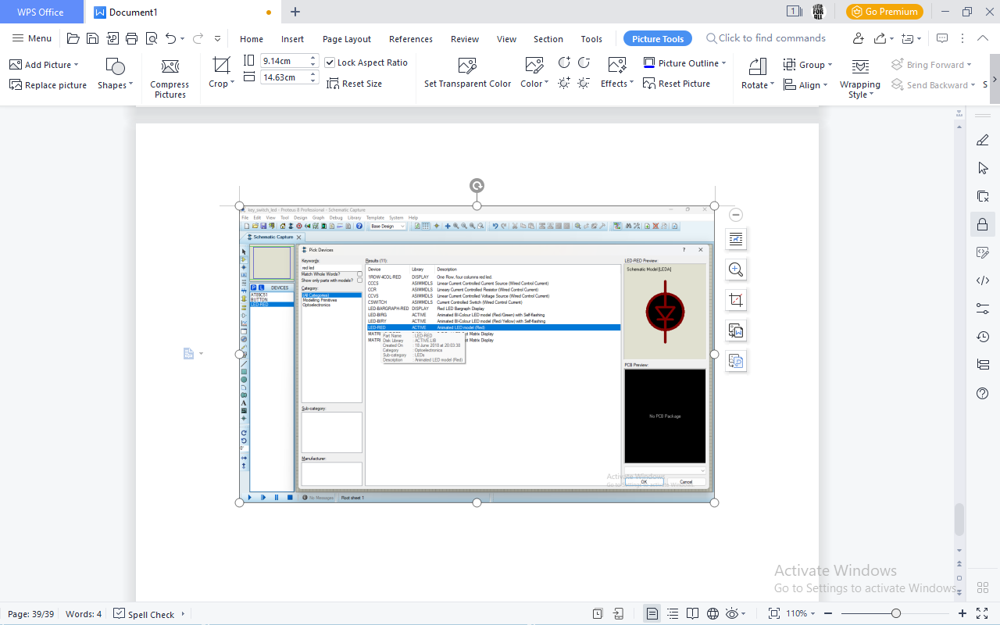 WPS Office
Document1
1
ONE FOR ALL
Go Premium
Menu
Home Insert Page Layout References Review View Section Tools Picture Tools Click to find commands
Add Picture
Replace picture
Shapes
Compress Pictures
Crop
9.14cm
14.63cm
Lock Aspect Ratio
Reset Size
Set Transparent Color
Color
Effects
Picture Outline
Reset Picture
Rotate
Group
Align
Wrapping Style
Bring Forward
Send Backward
S
key_switch_led - Proteus 8 Professional - Schematic Capture
File Edit View Tool Design Graph Debug Library Template System Help
Base Design
Schematic Capture
Pick Devices
Keywords:
red led
Match Whole Words?
Show only parts with models?
Category:
(All Categories)
Modelling Primitives
Optoelectronics
Sub-category:
Manufacturer:
P L DEVICES
AT89C51
BUTTON
LED-RED
Results (11):
Device Library Description
1ROW-4COL-RED DISPLAY One Row, four columns red led.
CCCS ASIMMDLS Linear Current Controlled Current Source (Wired Control Current)
CCR ASIMMDLS Lineary Current Controlled Resistor (Wired Control Current)
CCVS ASIMMDLS Linear Current Controlled Voltage Source (Wired Control Current)
CSWITCH ASIMMDLS Current Controlled Switch (Wired Control Current)
LED-BARGRAPH-RED DISPLAY Red LED Bargraph Display
LED-BIRG ACTIVE Animated BI-Colour LED model (Red/Green) with Self-flashing
LED-BIRY ACTIVE Animated BI-Colour LED model (Red/Yellow) with Self-flashing
LED-RED ACTIVE Animated LED model (Red)
MATRI ot Matrix Display
MATRI ot Matrix Display
Part Name : LED-RED
Disk Library : ACTIVE.LIB
Created On : 18 June 2018 at 20:03:38
Category : Optoelectronics
Sub-category : LEDs
Description : Animated LED model (Red)
LED-RED Preview:
Schematic Model [LEDA]
PCB Preview:
No PCB Package
Activate Windows
Go to Settings to activate Windows.
OK Cancel
No Messages Root sheet 1
Activate Windows
Go to Settings to activate Windows.
Page: 39/39 Words: 4 Spell Check 110%